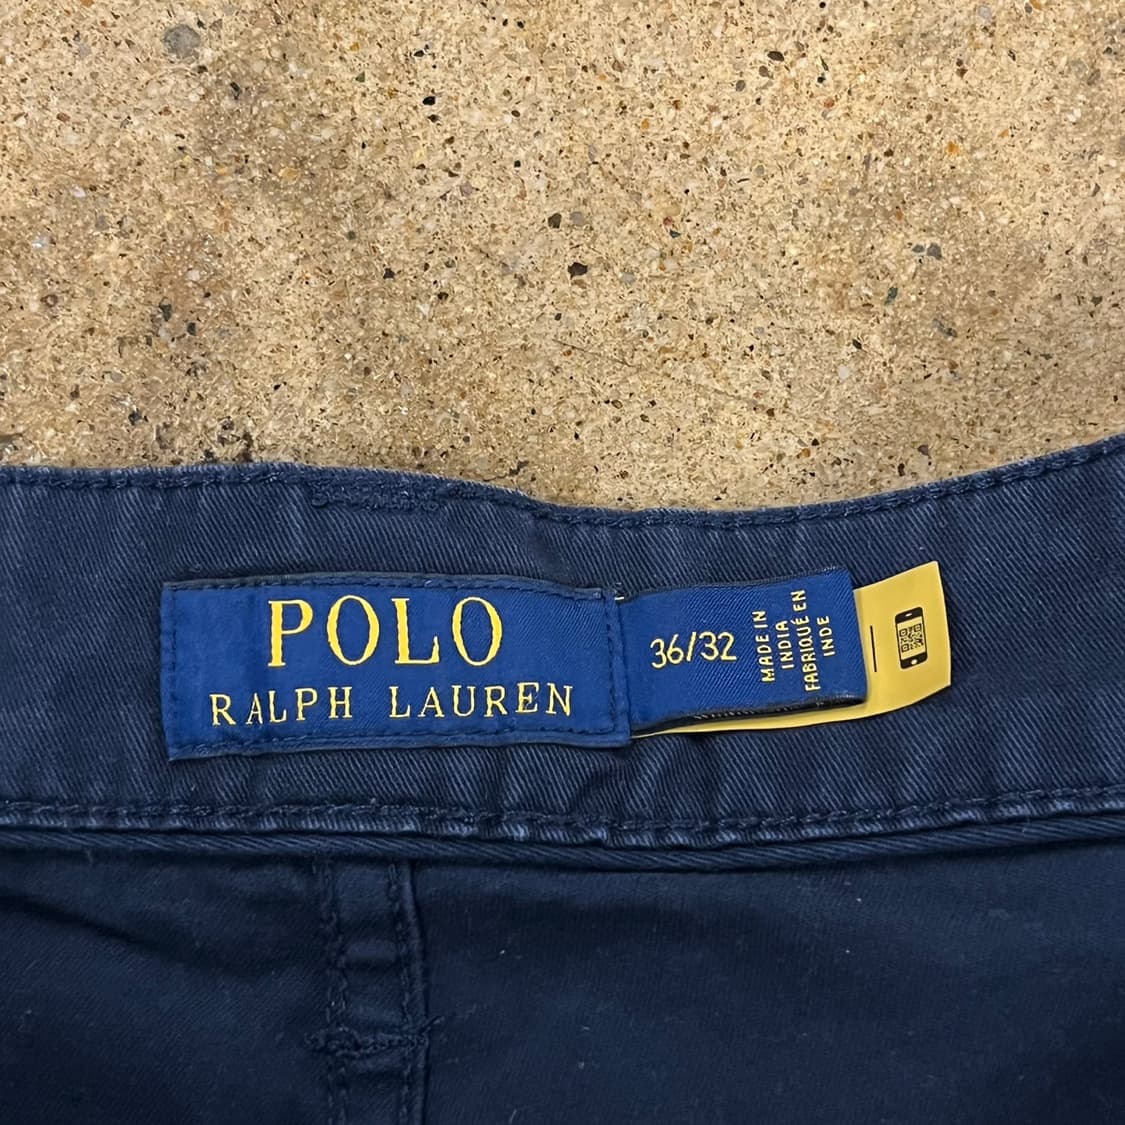 POLO
RALPH LAUREN
36/32
MADE IN
INDIA
FABRIQUÉ EN
INDE